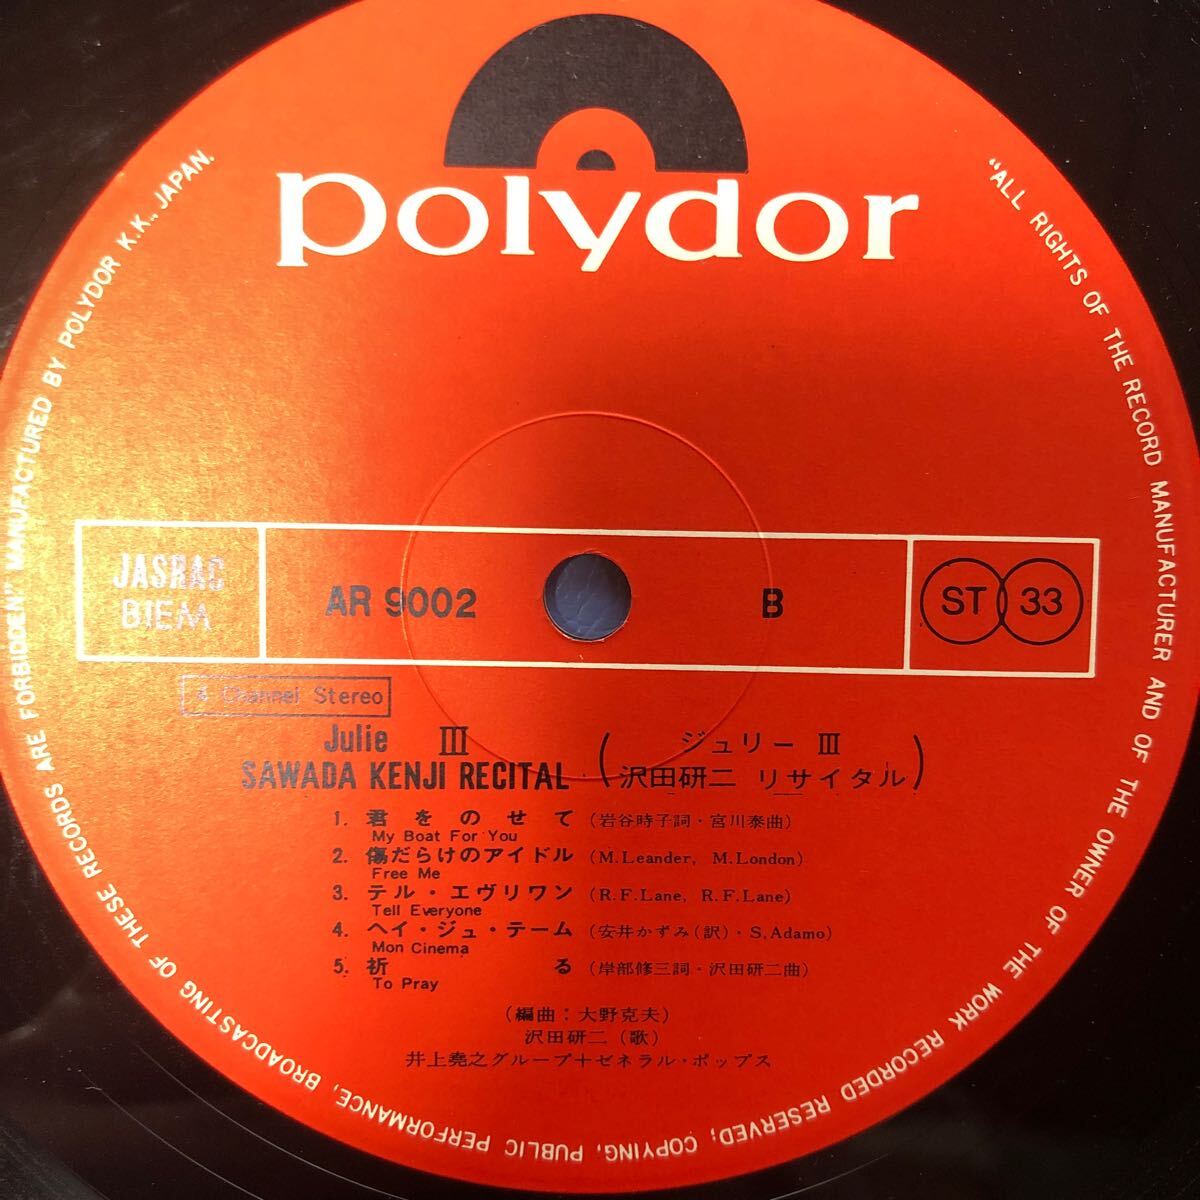 polydor
"ALL RIGHTS OF THE RECORD MANUFACTURER AND OF THE OWNER OF THE WORK RECORDED RESERVED; COPYING, PUBLIC PERFORMANCE, BROADCASTING OF THESE RECORDS ARE FORBIDDEN" MANUFACTURED BY POLYDOR K.K., JAPAN.
JASRAC
BIEM
AR 9002
B
ST 33
4 Channel Stereo
Julie III
SAWADA KENJI RECITAL
(ジュリー III
沢田研二 リサイタル)
1. 君をのせて (岩谷時子詞・宮川泰曲)
My Boat For You
2. 傷だらけのアイドル (M.Leander, M.London)
Free Me
3. テル・エヴリワン (R.F.Lane, R.F.Lane)
Tell Everyone
4. ヘイ・ジュ・テーム (安井かずみ(訳)・S.Adamo)
Mon Cinema
5. 祈る (岸部修三詞・沢田研二曲)
To Pray
(編曲:大野克夫)
沢田研二(歌)
井上堯之グループ+ゼネラル・ポップス